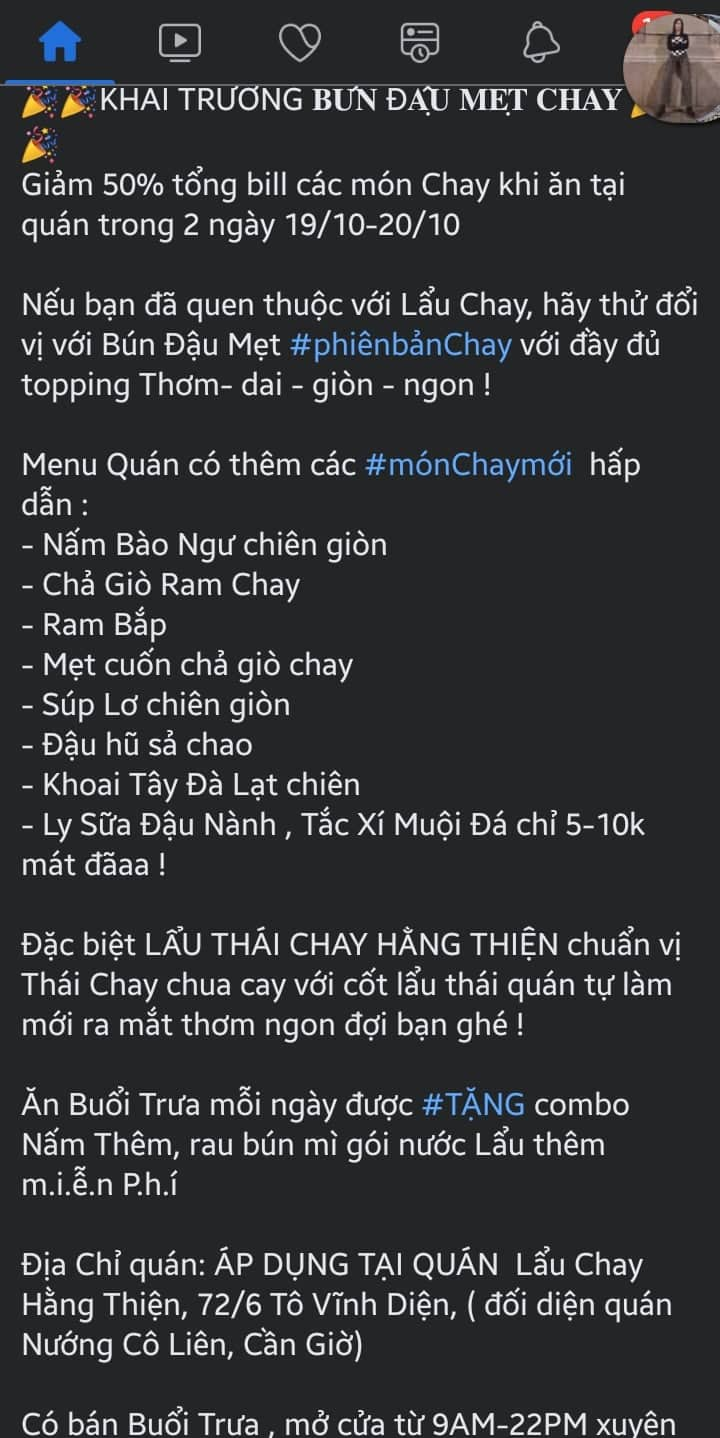 🎉🎉KHAI TRƯƠNG BÚN ĐẬU MẸT CHAY 🎉
🎉
Giảm 50% tổng bill các món Chay khi ăn tại
quán trong 2 ngày 19/10-20/10
Nếu bạn đã quen thuộc với Lẩu Chay, hãy thử đổi
vị với Bún Đậu Mẹt #phiênbảnChay với đầy đủ
topping Thơm- dai - giòn - ngon !
Menu Quán có thêm các #mónChaymới hấp
dẫn :
- Nấm Bào Ngư chiên giòn
- Chả Giò Ram Chay
- Ram Bắp
- Mẹt cuốn chả giò chay
- Súp Lơ chiên giòn
- Đậu hũ sả chao
- Khoai Tây Đà Lạt chiên
- Ly Sữa Đậu Nành , Tắc Xí Muội Đá chỉ 5-10k
mát đãaa !
Đặc biệt LẨU THÁI CHAY HẰNG THIỆN chuẩn vị
Thái Chay chua cay với cốt lẩu thái quán tự làm
mới ra mắt thơm ngon đợi bạn ghé !
Ăn Buổi Trưa mỗi ngày được #TẶNG combo
Nấm Thêm, rau bún mì gói nước Lẩu thêm
m.i.ễ.n P.h.í
Địa Chỉ quán: ÁP DỤNG TẠI QUÁN Lẩu Chay
Hằng Thiện, 72/6 Tô Vĩnh Diện, ( đối diện quán
Nướng Cô Liên, Cần Giờ)
Có bán Buổi Trưa , mở cửa từ 9AM-22PM xuyên